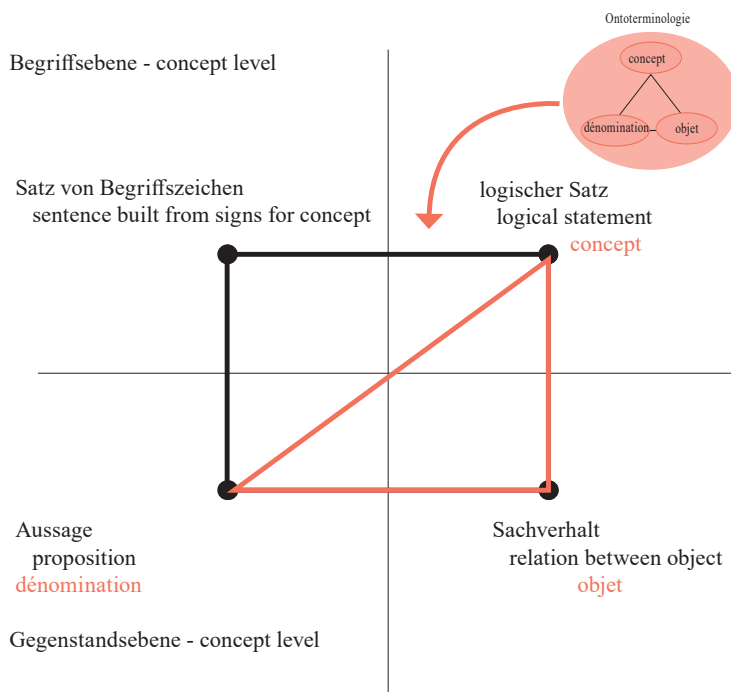 Ontoterminologie
concept
dénomination
objet
Begriffsebene - concept level
Satz von Begriffszeichen
sentence built from signs for concept
logischer Satz
logical statement
concept
Aussage
proposition
dénomination
Sachverhalt
relation between object
objet
Gegenstandsebene - concept level